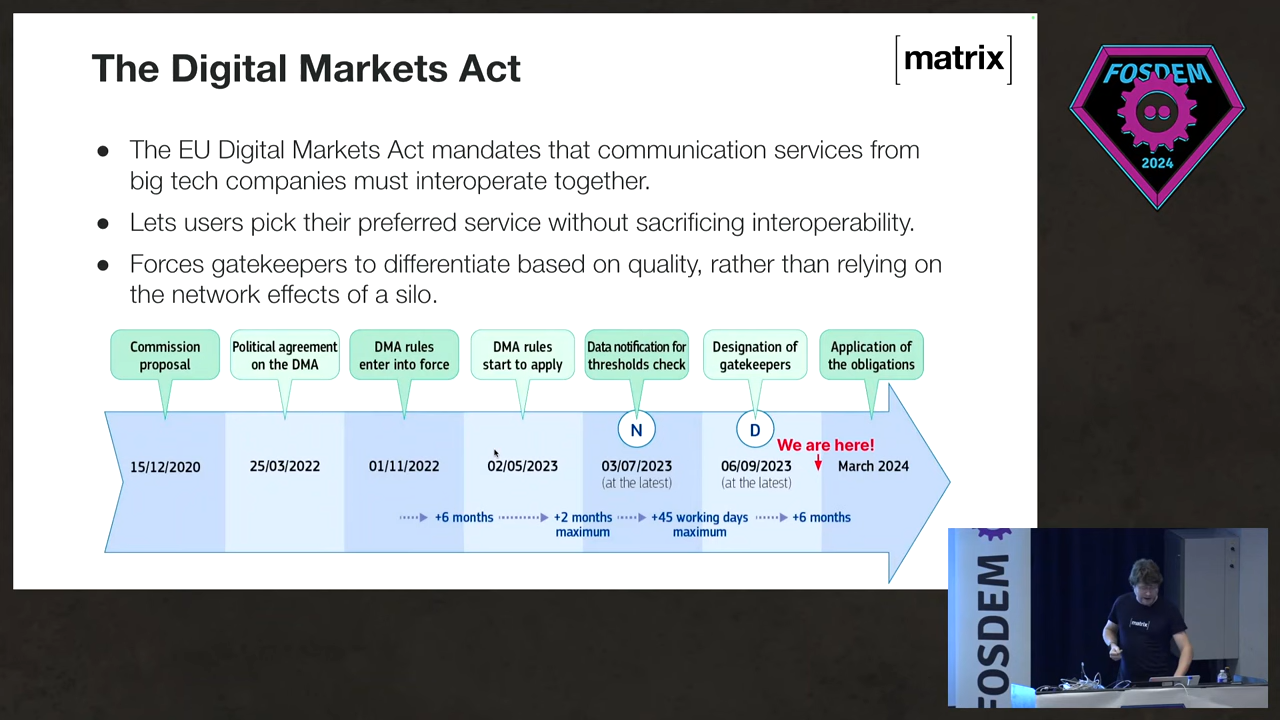 The Digital Markets Act
[matrix]
● The EU Digital Markets Act mandates that communication services from
big tech companies must interoperate together.
● Lets users pick their preferred service without sacrificing interoperability.
● Forces gatekeepers to differentiate based on quality, rather than relying on
the network effects of a silo.
Commission
proposal
Political agreement
on the DMA
DMA rules
enter into force
DMA rules
start to apply
Data notification for
thresholds check
Designation of
gatekeepers
Application of
the obligations
N
D
We are here!
15/12/2020
25/03/2022
01/11/2022
02/05/2023
03/07/2023
(at the latest)
06/09/2023
(at the latest)
March 2024
+6 months
+2 months
maximum
+45 working days
maximum
+6 months
FOSDEM
2024
FOSDEM
[matrix]